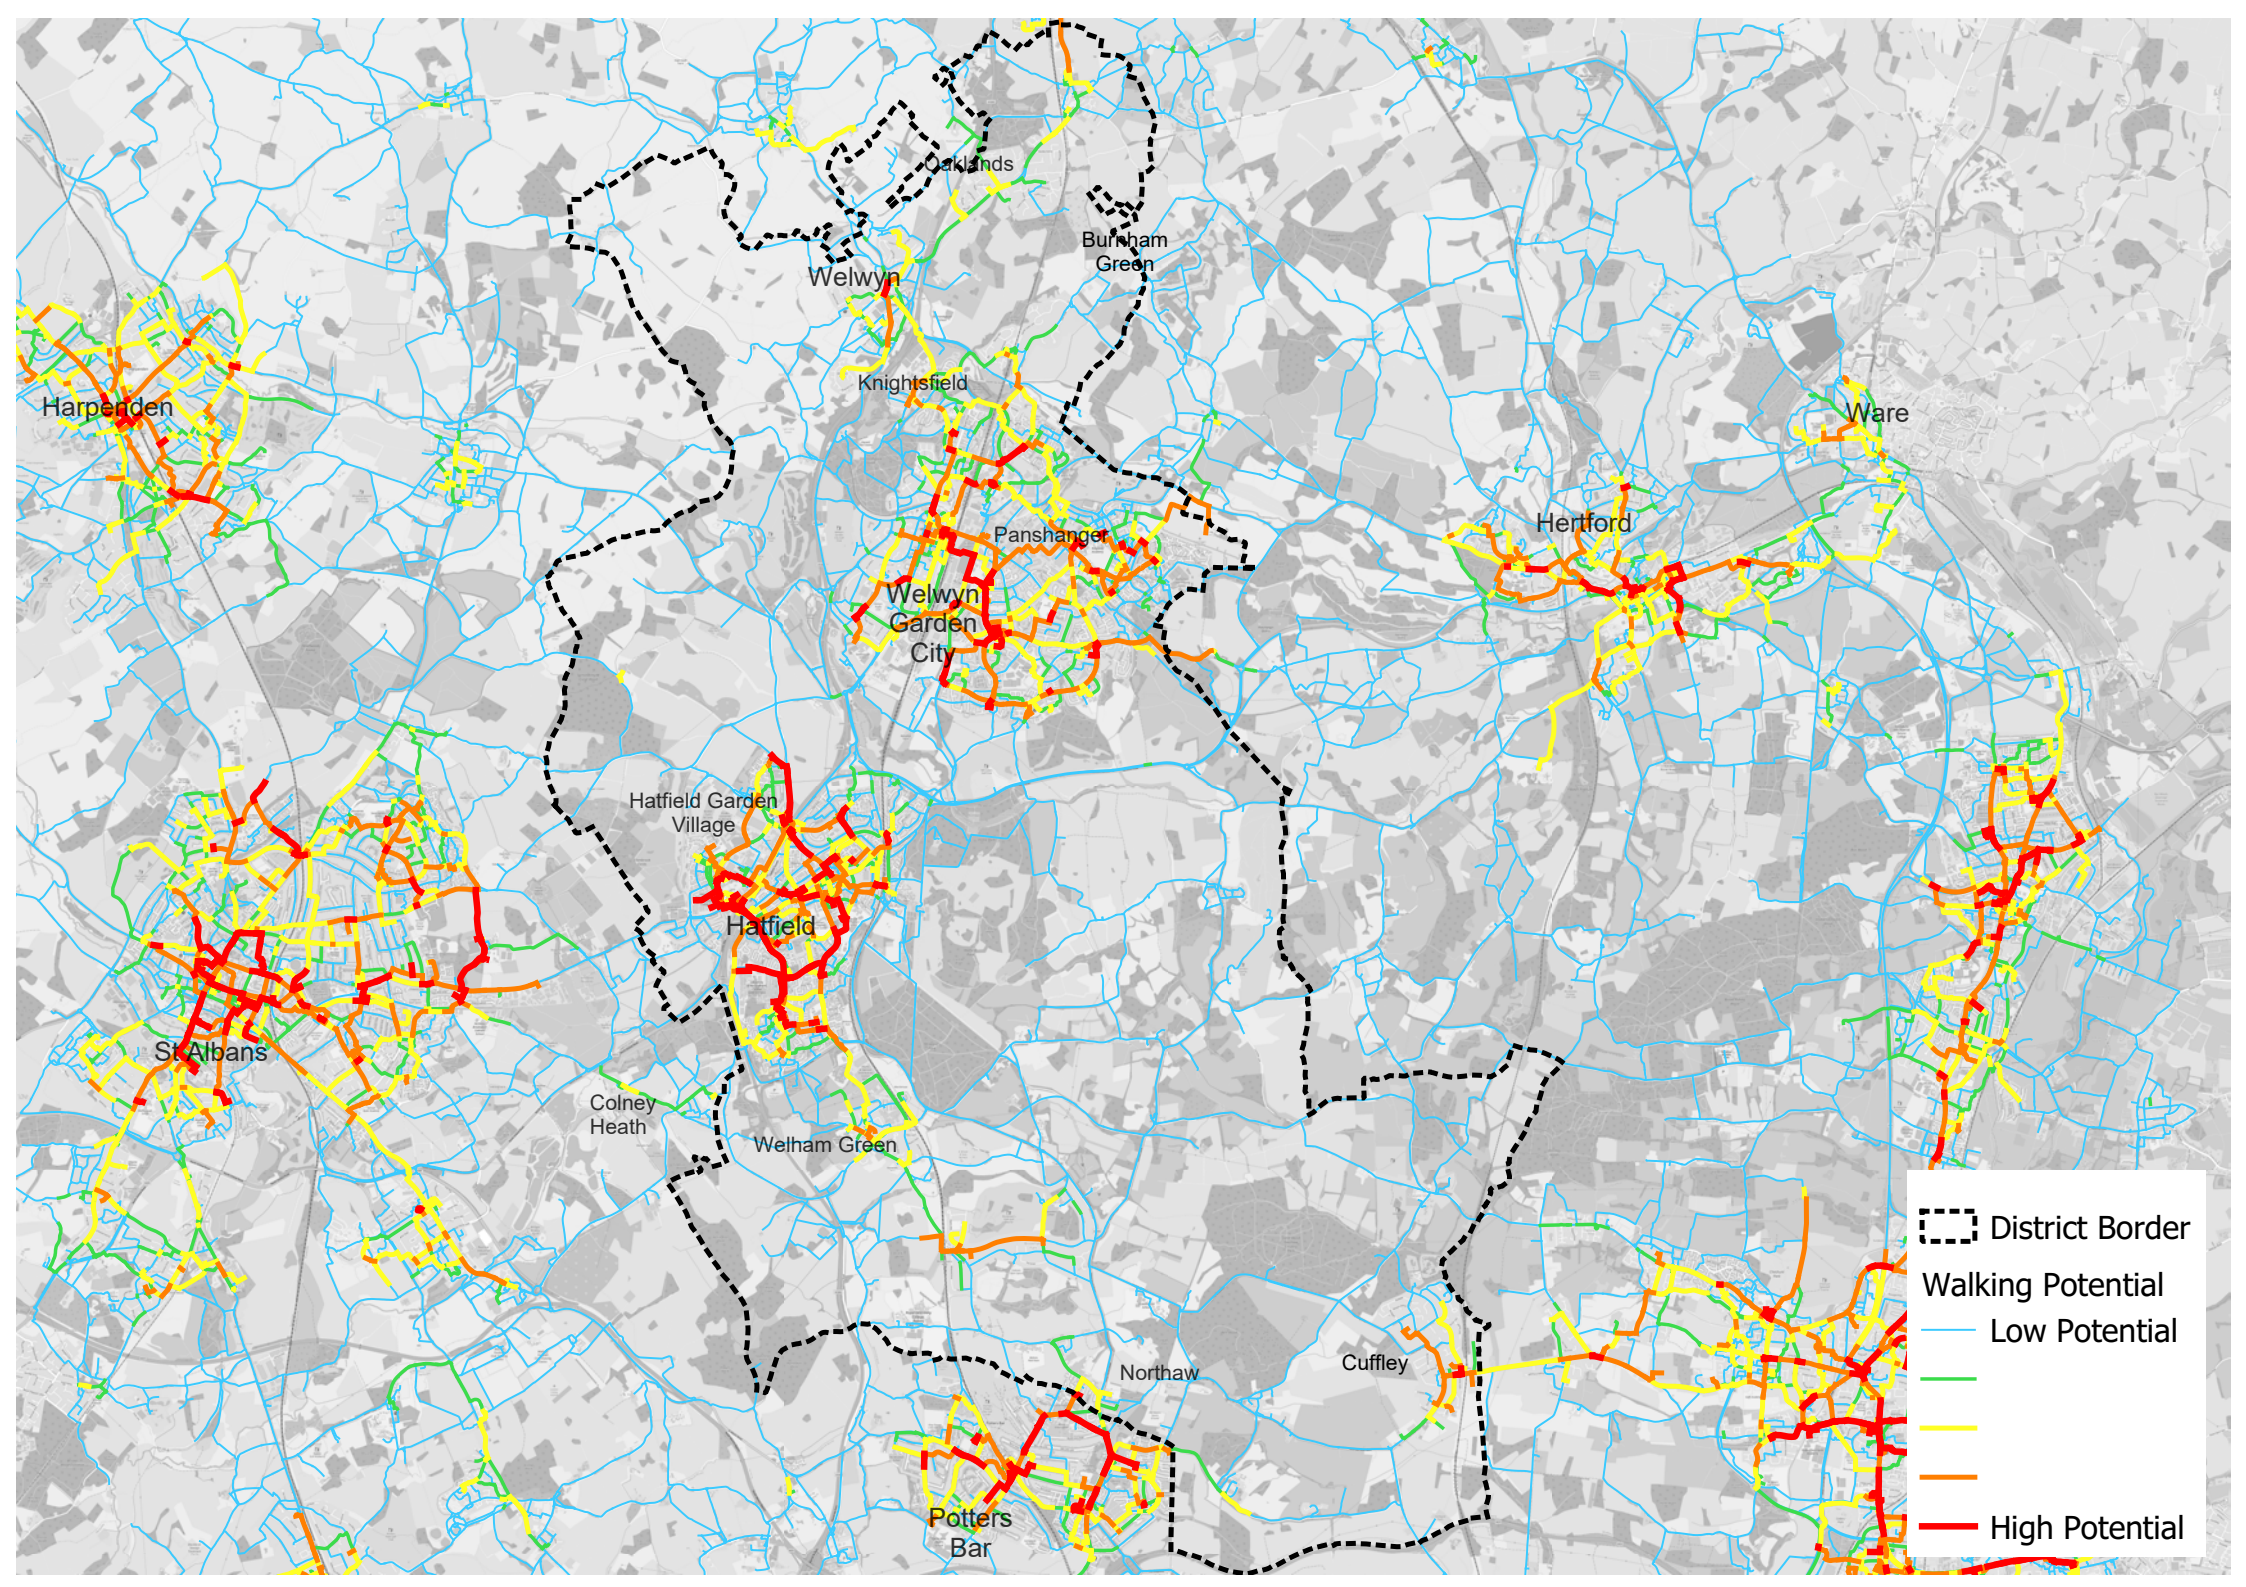 Oaklands
Burnham
Green
Welwyn
Knightsfield
Harpenden
Ware
Hertford
Panshanger
Welwyn
Garden
City
Hatfield Garden
Village
Hatfield
St Albans
Colney
Heath
Welham Green
Cuffley
Northaw
Potters
Bar
District Border
Walking Potential
Low Potential
High Potential